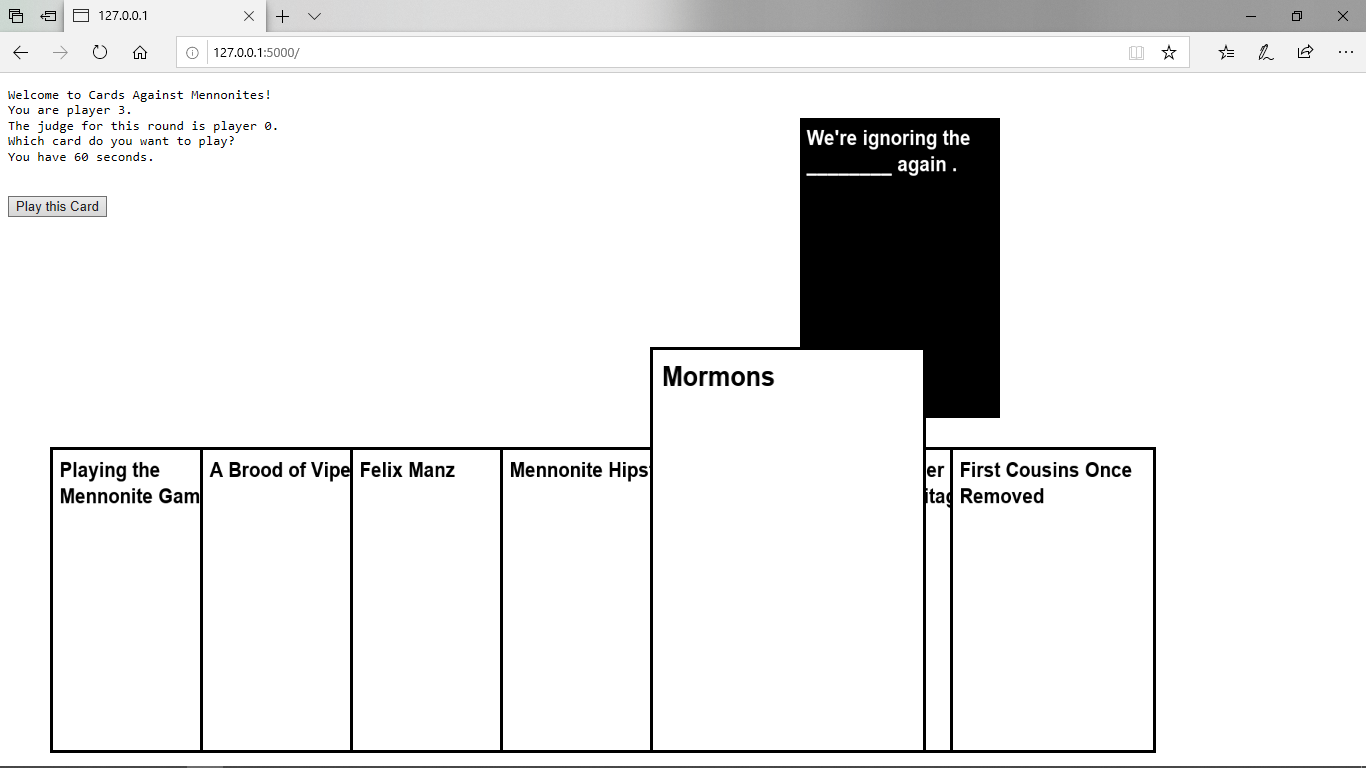 127.0.0.1
127.0.0.1:5000/
Welcome to Cards Against Mennonites!
You are player 3.
The judge for this round is player 0.
Which card do you want to play?
You have 60 seconds.
Play this Card
We're ignoring the
________ again .
Mormons
Playing the
Mennonite Gam
A Brood of Vipe
Felix Manz
Mennonite Hips
er
itag
First Cousins Once
Removed